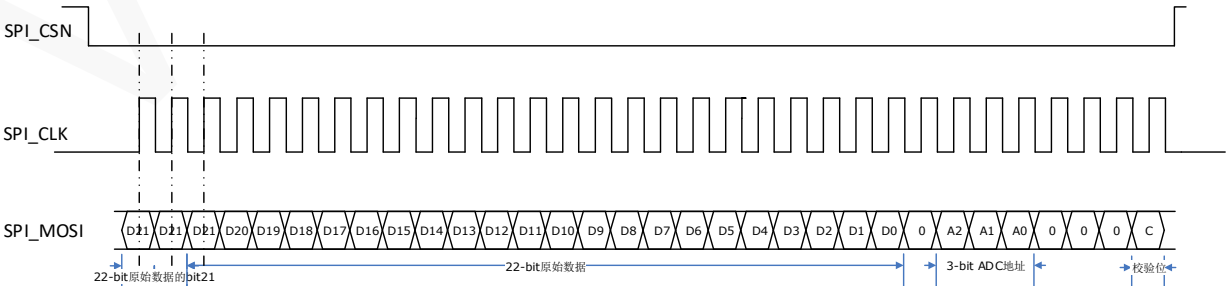 SPI_CSN
SPI_CLK
SPI_MOSI
D21 D21 D21 D20 D19 D18 D17 D16 D15 D14 D13 D12 D11 D10 D9 D8 D7 D6 D5 D4 D3 D2 D1 D0 0 A2 A1 A0 0 0 0 C
22-bit原始数据的bit21 22-bit原始数据 3-bit ADC地址 校验位